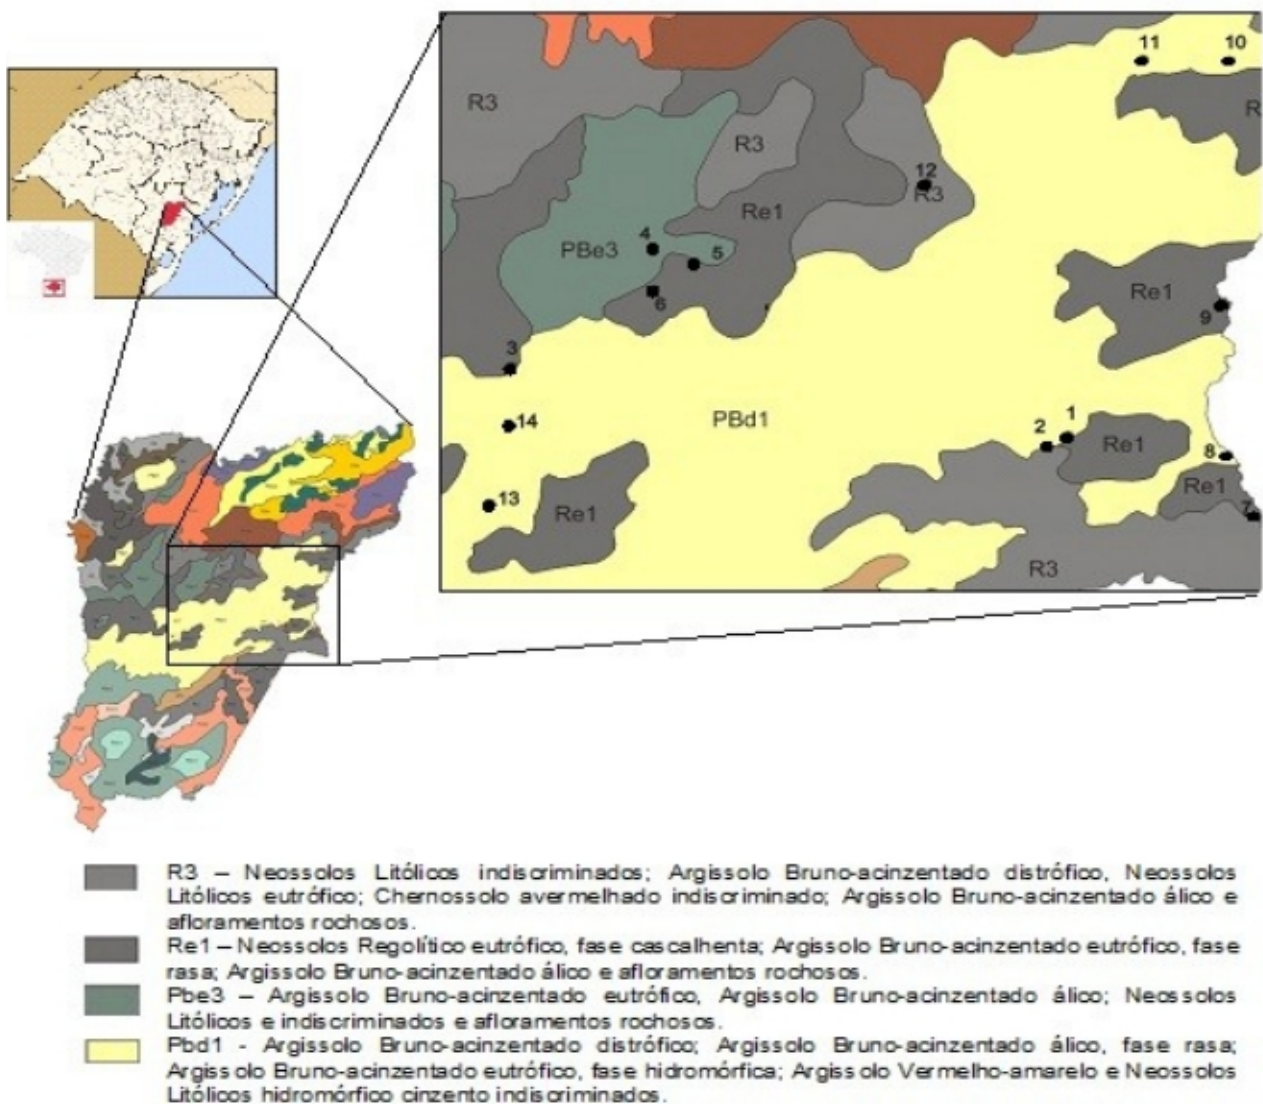 11
10
R3
R
R3
12
R3
Re1
4
PBe3
5
Re1
6
9
3
14
PBd1
2
1
Re1
8
13
Re1
Re1
7
R3
R3 – Neossolos Litólicos indiscriminados; Argissolo Bruno-acinzentado distrófico, Neossolos
Litólicos eutrófico; Chernossolo avermelhado indiscriminado; Argissolo Bruno-acinzentado álico e
afloramentos rochosos.
Re1 – Neossolos Regolítico eutrófico, fase cascalhenta; Argissolo Bruno-acinzentado eutrófico, fase
rasa; Argissolo Bruno-acinzentado álico e afloramentos rochosos.
Pbe3 – Argissolo Bruno-acinzentado eutrófico, Argissolo Bruno-acinzentado álico; Neossolos
Litólicos e indiscriminados e afloramentos rochosos.
Pbd1 - Argissolo Bruno-acinzentado distrófico; Argissolo Bruno-acinzentado álico, fase rasa;
Argissolo Bruno-acinzentado eutrófico, fase hidromórfica; Argissolo Vermelho-amarelo e Neossolos
Litólicos hidromórfico cinzento indiscriminados.